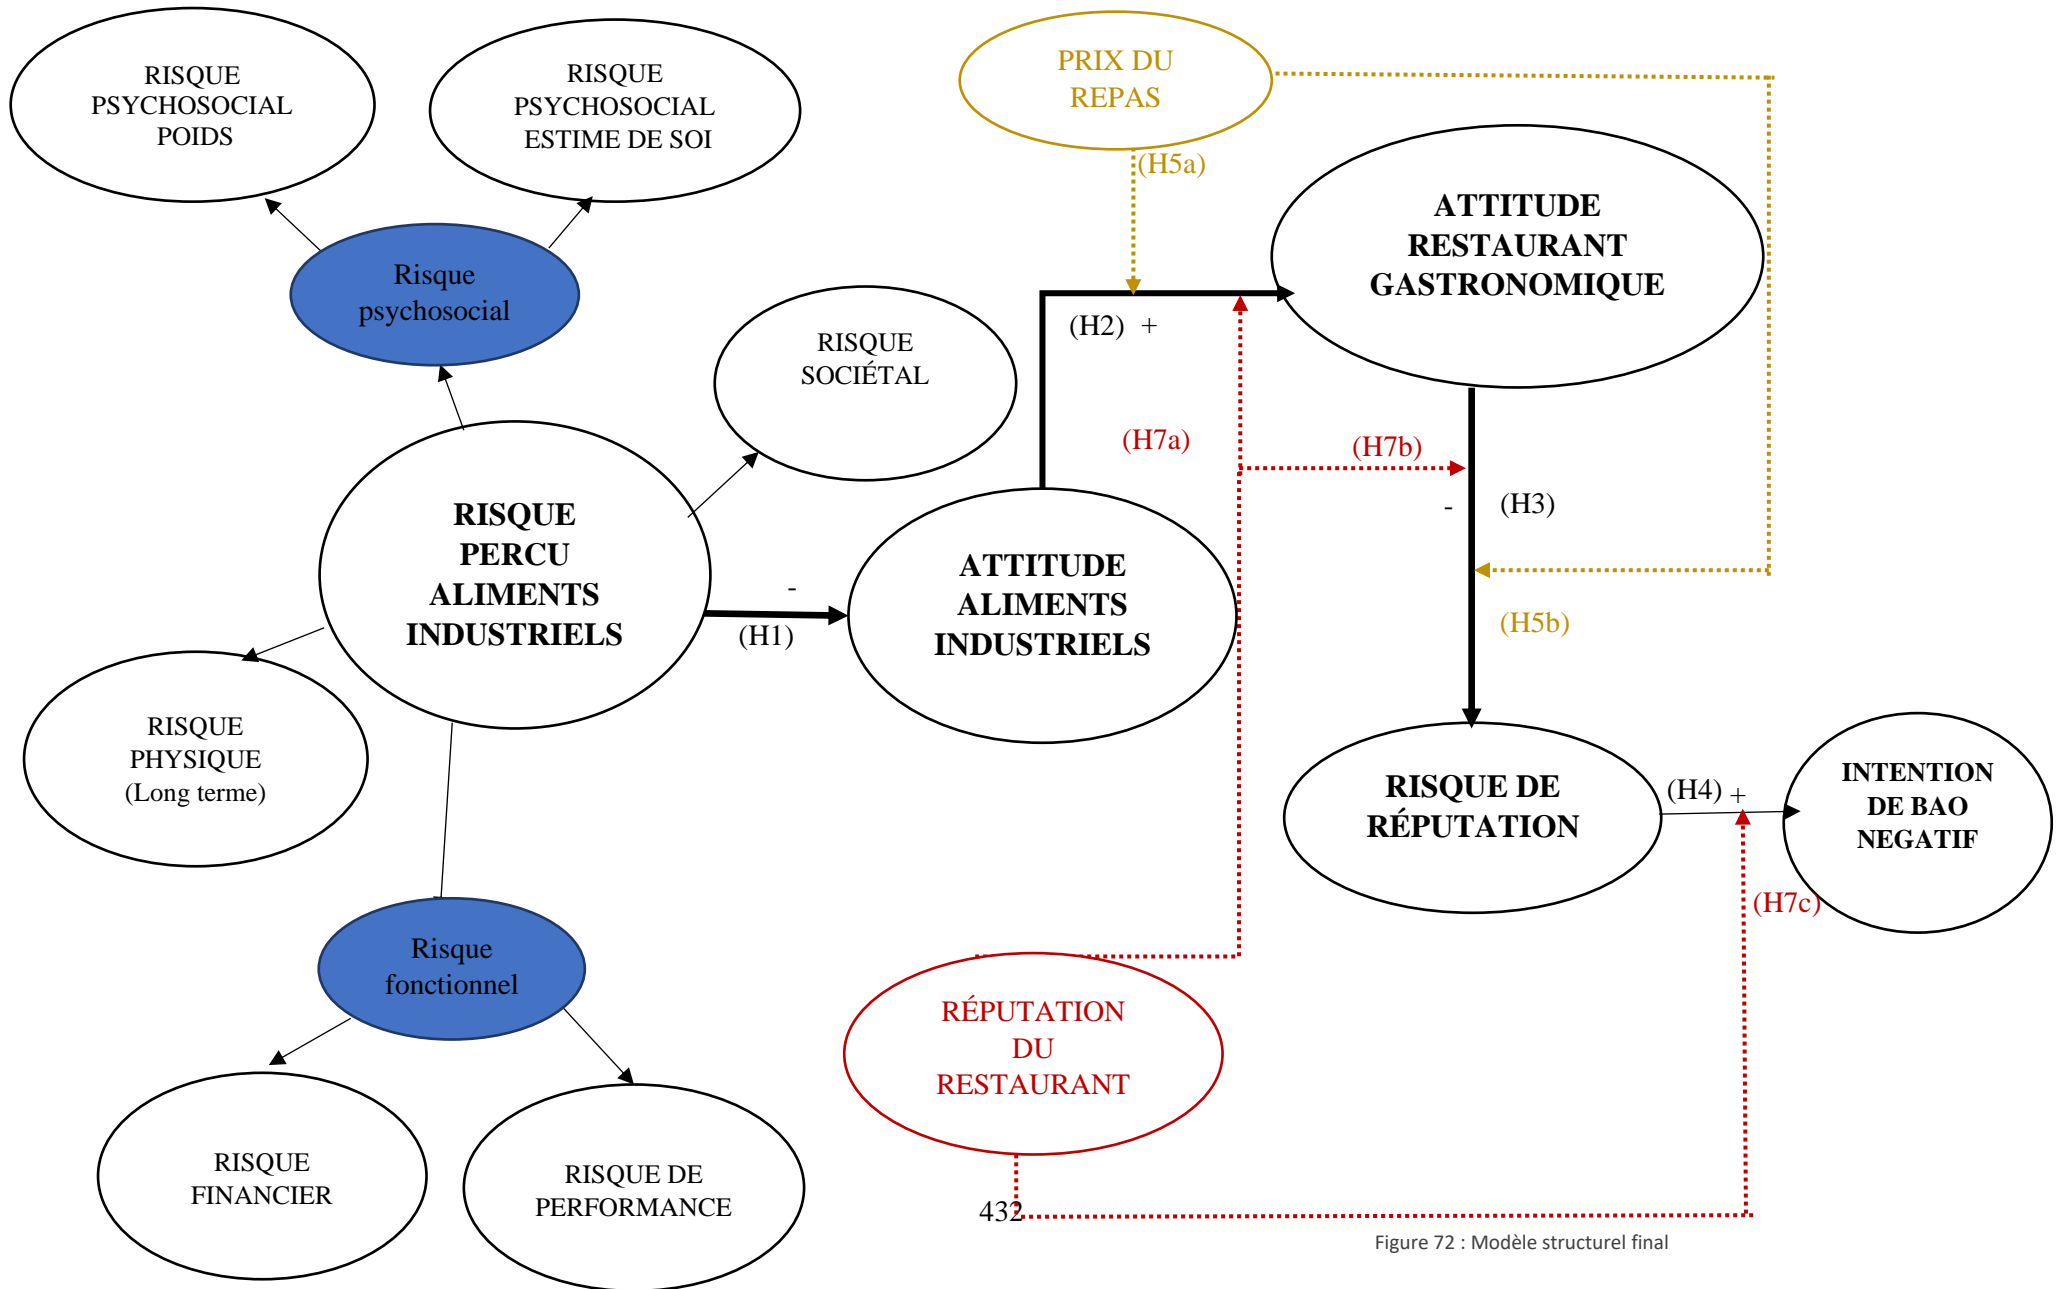 RISQUE
PSYCHOSOCIAL
POIDS
RISQUE
PSYCHOSOCIAL
ESTIME DE SOI
PRIX DU
REPAS
(H5a)
ATTITUDE
RESTAURANT
GASTRONOMIQUE
Risque
psychosocial
(H2) +
RISQUE
SOCIÉTAL
(H7a)
(H7b)
RISQUE
PERCU
ALIMENTS
INDUSTRIELS
-
(H1)
ATTITUDE
ALIMENTS
INDUSTRIELS
-
(H3)
(H5b)
RISQUE
PHYSIQUE
(Long terme)
RISQUE DE
RÉPUTATION
(H4) +
INTENTION
DE BAO
NEGATIF
(H7c)
Risque
fonctionnel
RÉPUTATION
DU
RESTAURANT
RISQUE
FINANCIER
RISQUE DE
PERFORMANCE
432
Figure 72 : Modèle structurel final